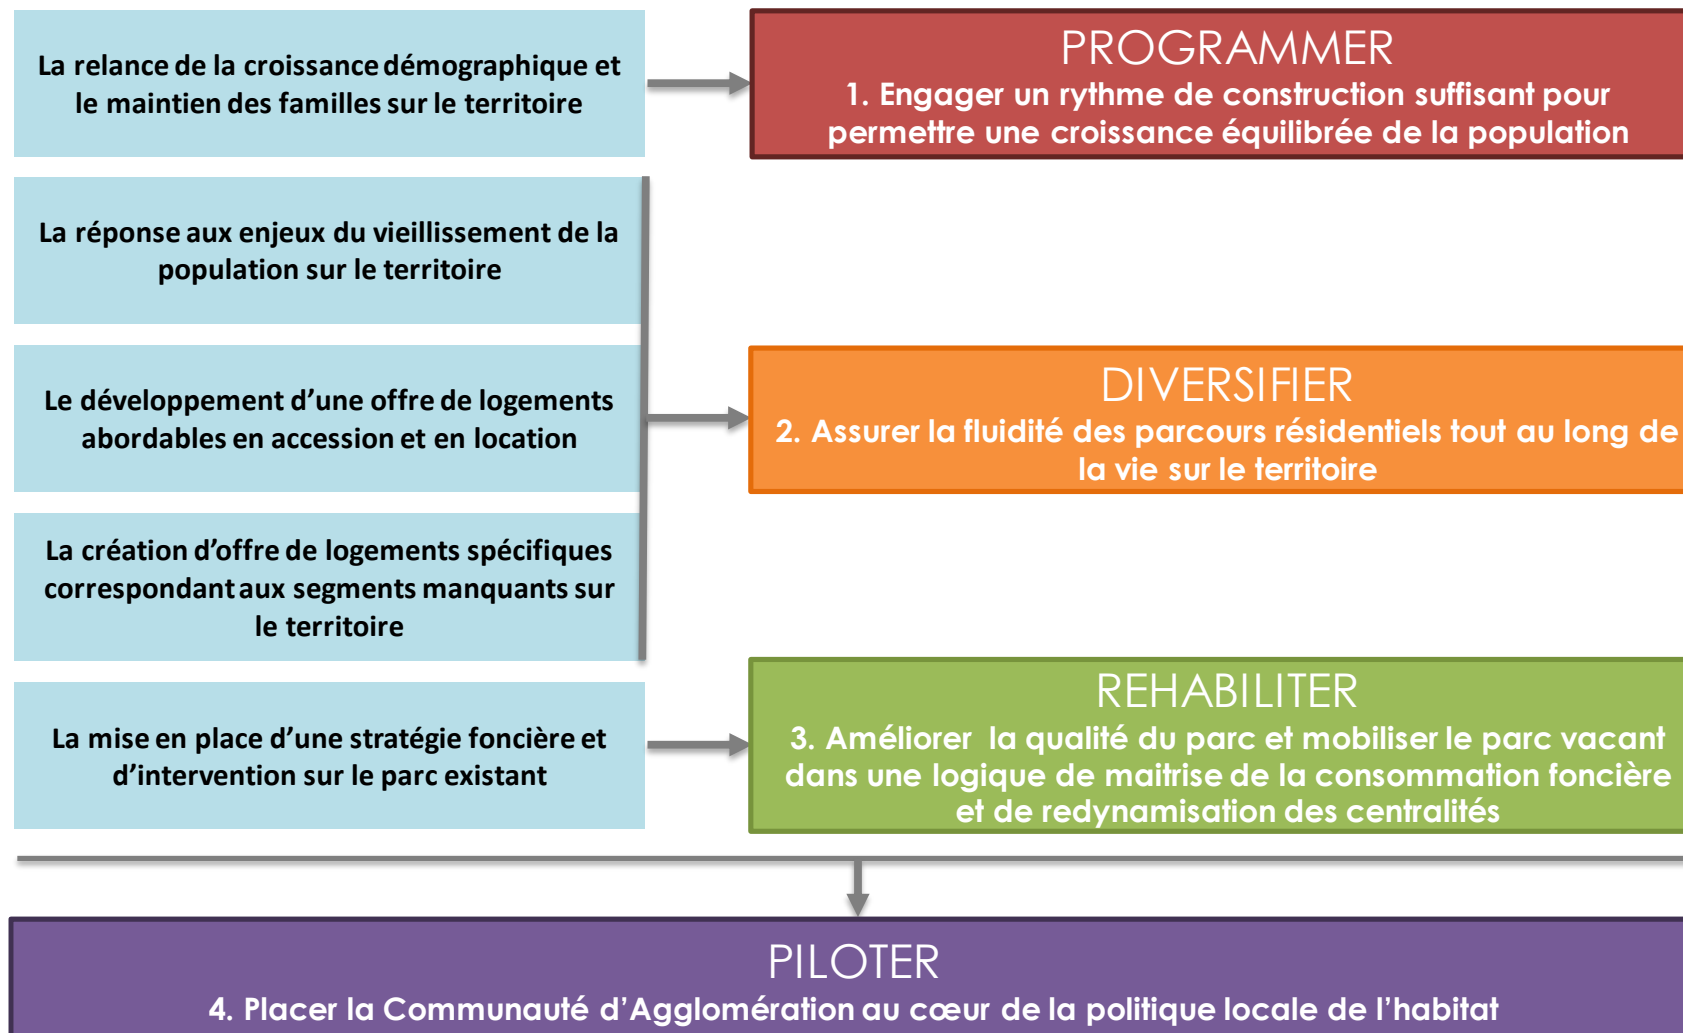 La relance de la croissance démographique et
le maintien des familles sur le territoire
PROGRAMMER
1. Engager un rythme de construction suffisant pour
permettre une croissance équilibrée de la population
La réponse aux enjeux du vieillissement de la
population sur le territoire
Le développement d’une offre de logements
abordables en accession et en location
La création d’offre de logements spécifiques
correspondant aux segments manquants sur
le territoire
DIVERSIFIER
2. Assurer la fluidité des parcours résidentiels tout au long de
la vie sur le territoire
La mise en place d’une stratégie foncière et
d’intervention sur le parc existant
REHABILITER
3. Améliorer  la qualité du parc et mobiliser le parc vacant
dans une logique de maitrise de la consommation foncière
et de redynamisation des centralités
PILOTER
4. Placer la Communauté d’Agglomération au cœur de la politique locale de l’habitat